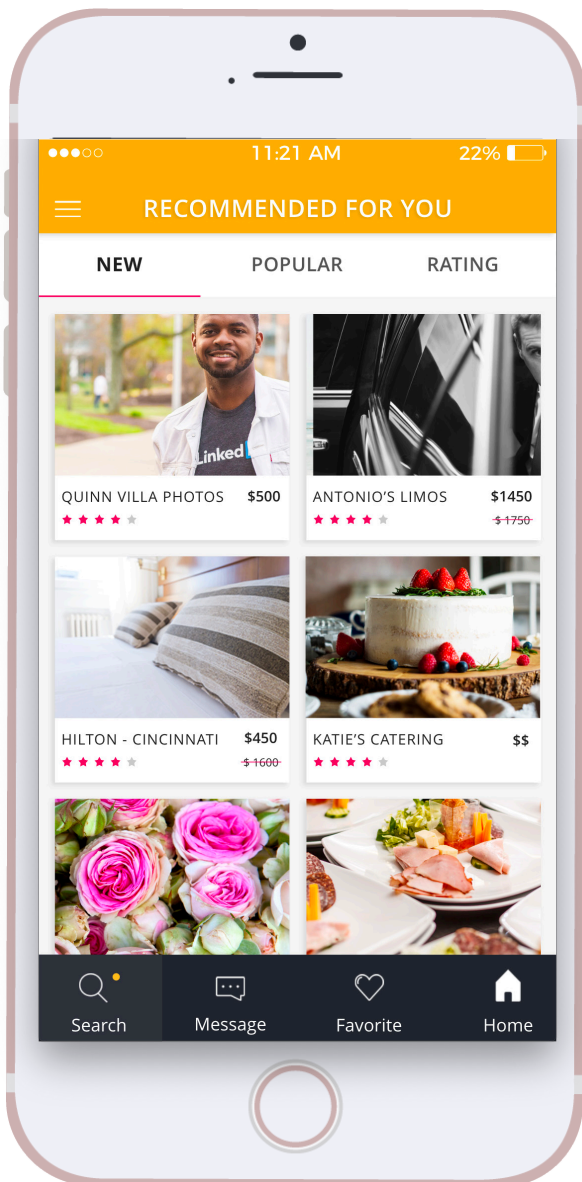 11:21 AM 22%
RECOMMENDED FOR YOU
NEW POPULAR RATING
Linked
QUINN VILLA PHOTOS $500
ANTONIO’S LIMOS $1450
$ 1750
HILTON - CINCINNATI $450
$ 1600
KATIE’S CATERING $$
Search Message Favorite Home